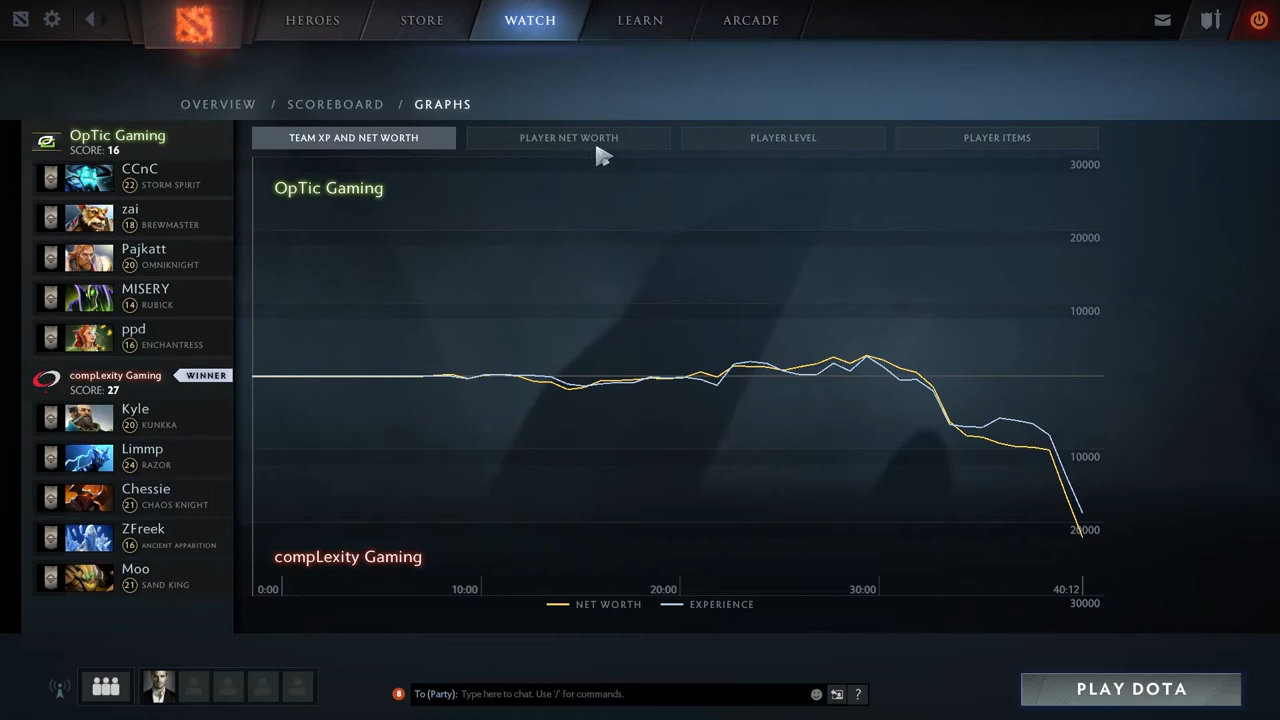 HEROES
STORE
WATCH
LEARN
ARCADE
OVERVIEW / SCOREBOARD / GRAPHS
OpTic Gaming
SCORE: 16
CCnC
22 STORM SPIRIT
zai
18 BREWMASTER
Pajkatt
20 OMNIKNIGHT
MISERY
14 RUBICK
ppd
16 ENCHANTRESS
compLexity Gaming
WINNER
SCORE: 27
Kyle
20 KUNKKA
Limmp
24 RAZOR
Chessie
21 CHAOS KNIGHT
ZFreek
16 ANCIENT APPARITION
Moo
21 SAND KING
TEAM XP AND NET WORTH
PLAYER NET WORTH
PLAYER LEVEL
PLAYER ITEMS
OpTic Gaming
30000
20000
10000
10000
20000
30000
compLexity Gaming
0:00
10:00
20:00
30:00
40:12
NET WORTH
EXPERIENCE
8
To (Party): Type here to chat. Use '/' for commands.
?
PLAY DOTA